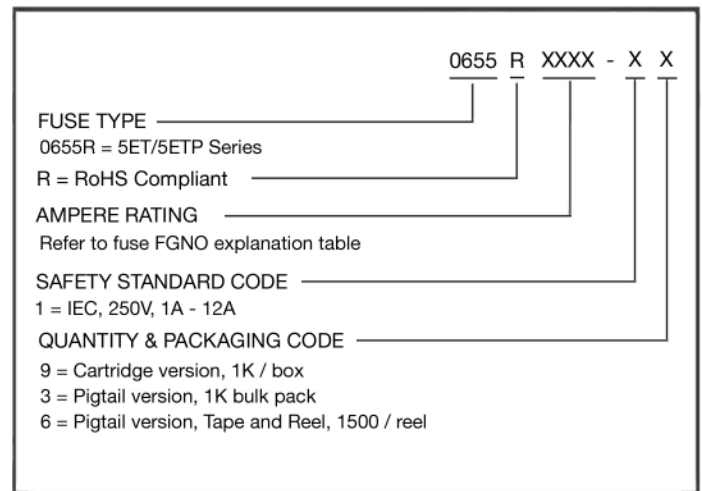 0655 R XXXX - X X
FUSE TYPE
0655R = 5ET/5ETP Series
R = RoHS Compliant
AMPERE RATING
Refer to fuse FGNO explanation table
SAFETY STANDARD CODE
1 = IEC, 250V, 1A - 12A
QUANTITY & PACKAGING CODE
9 = Cartridge version, 1K / box
3 = Pigtail version, 1K bulk pack
6 = Pigtail version, Tape and Reel, 1500 / reel